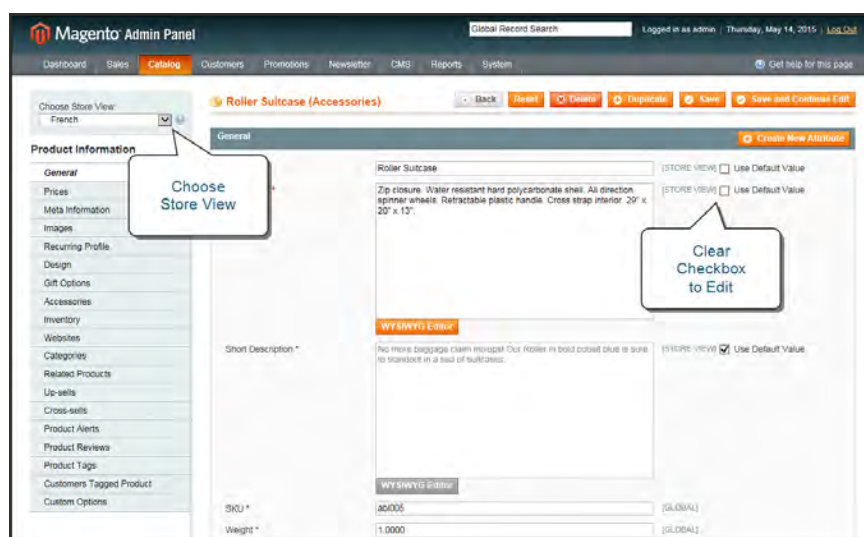 Magento Admin Panel
Global Record Search
Logged in as admin | Thursday, May 14, 2015 | Log Out
Dashboard Sales Catalog Customers Promotions Newsletter CMS Reports System
Get help for this page
Choose Store View
French
Roller Suitcase (Accessories)
Back Reset Delete Duplicate Save Save and Continue Edit
Product Information
General
Prices
Meta Information
Images
Recurring Profile
Design
Gift Options
Accessories
Inventory
Websites
Categories
Related Products
Up-sells
Cross-sells
Product Alerts
Product Reviews
Product Tags
Customers Tagged Product
Custom Options
Choose
Store View
General
Create New Attribute
Roller Suitcase
[STORE VIEW] Use Default Value
*
Zip closure. Water resistant hard polycarbonate shell. All direction
spinner wheels. Retractable plastic handle. Cross strap interior. 29" x
20" x 13".
[STORE VIEW] Use Default Value
Clear
Checkbox
to Edit
WYSIWYG Editor
Short Description *
No more baggage claim Our Roller in bold blue is sure
to standout in a sea of suitcases.
[STORE VIEW] Use Default Value
WYSIWYG Editor
SKU *
abl005
[GLOBAL]
Weight *
1.0000
[GLOBAL]